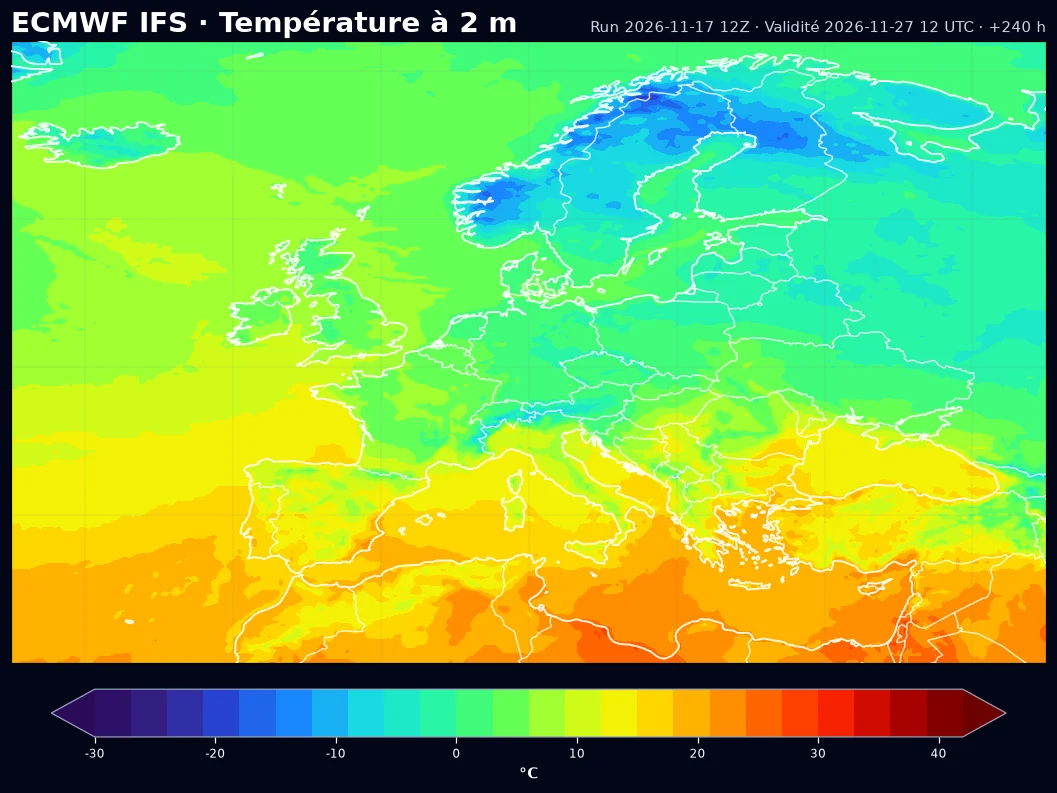 ECMWF IFS · Température à 2 m
Run 2026-11-17 12Z · Validité 2026-11-27 12 UTC · +240 h
-30 -20 -10 0 10 20 30 40
°C